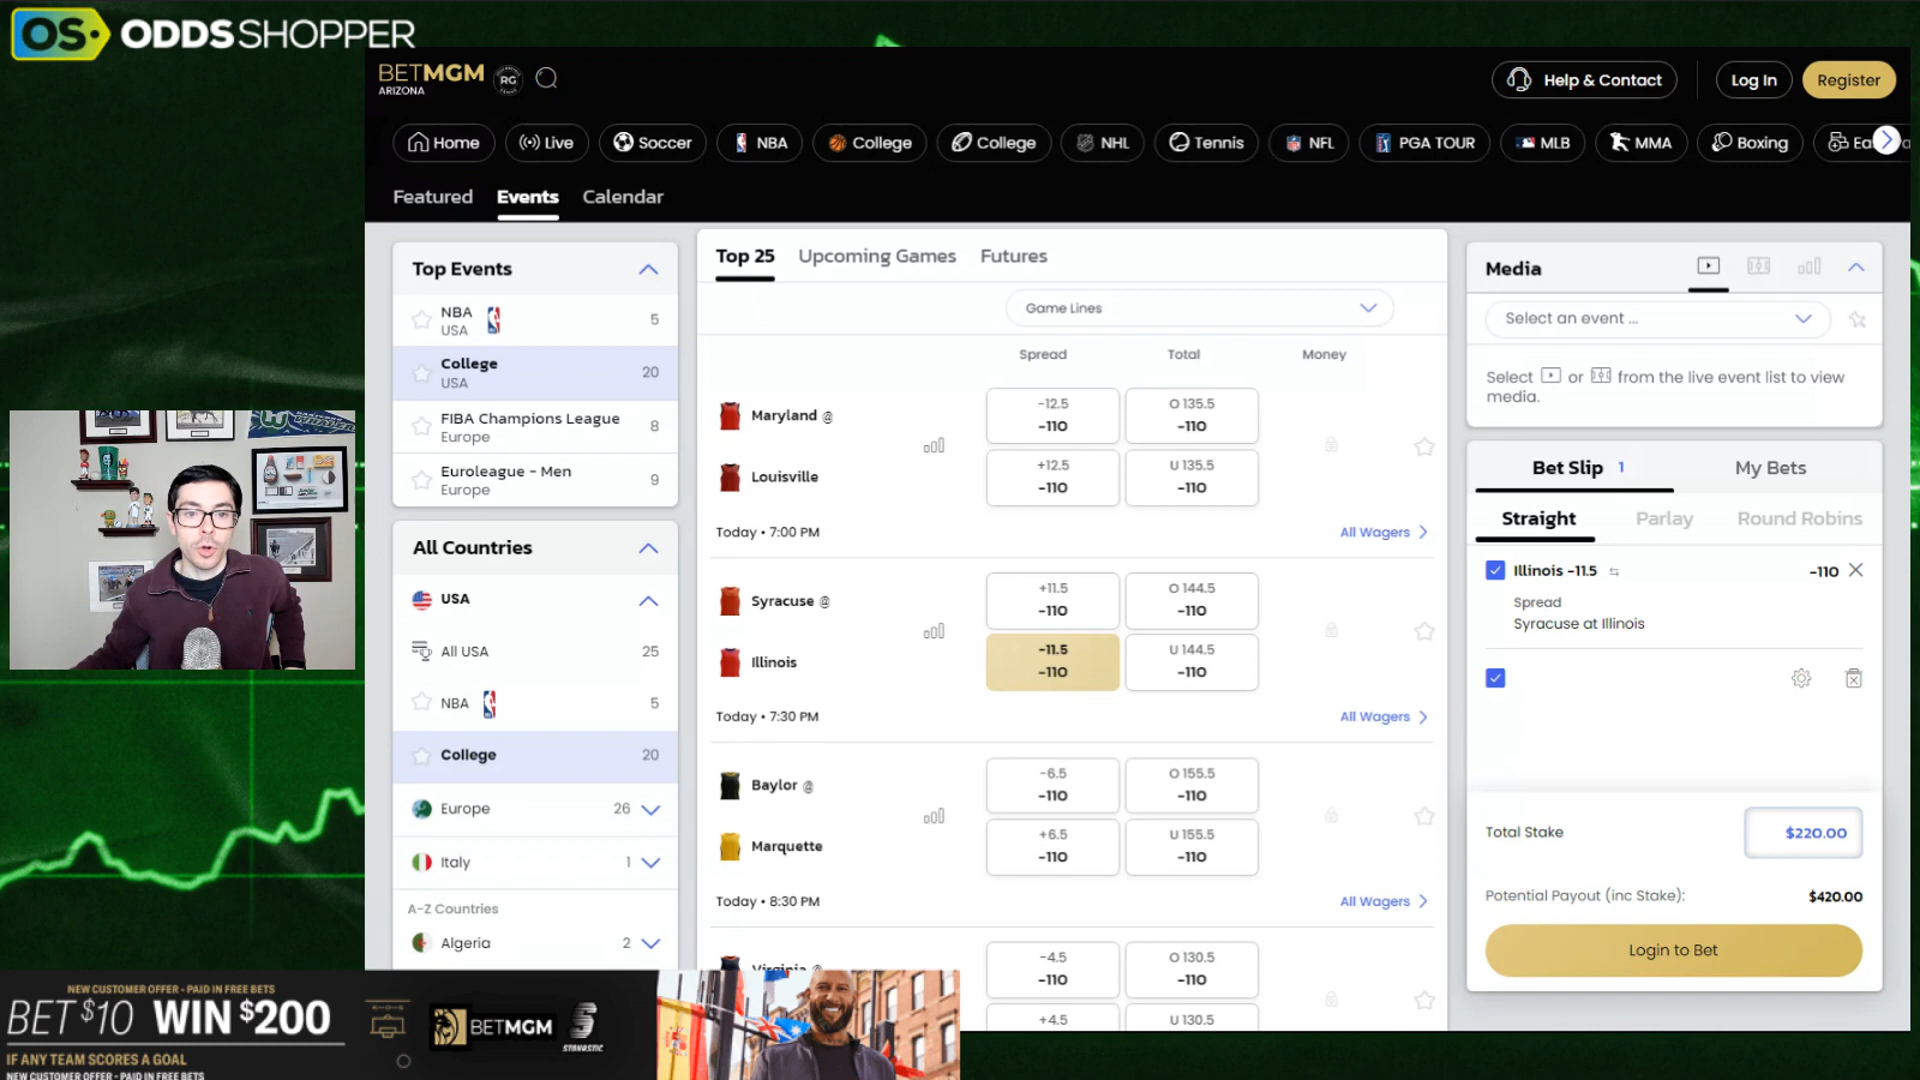 OS ODDSSHOPPER
BETMGM
ARIZONA
RG
Help & Contact
Log In
Register
Home
Live
Soccer
NBA
College
College
NHL
Tennis
NFL
PGA TOUR
MLB
MMA
Boxing
Featured
Events
Calendar
Top Events
NBA
USA
5
College
USA
20
FIBA Champions League
Europe
8
Euroleague - Men
Europe
9
All Countries
USA
All USA
25
NBA
5
College
20
Europe
26
Italy
1
A-Z Countries
Algeria
2
Top 25
Upcoming Games
Futures
Game Lines
Spread
Total
Money
Maryland @
-12.5
-110
O 135.5
-110
Louisville
+12.5
-110
U 135.5
-110
Today • 7:00 PM
All Wagers
Syracuse @
+11.5
-110
O 144.5
-110
Illinois
-11.5
-110
U 144.5
-110
Today • 7:30 PM
All Wagers
Baylor @
-6.5
-110
O 155.5
-110
Marquette
+6.5
-110
U 155.5
-110
Today • 8:30 PM
All Wagers
Virginia @
-4.5
-110
O 130.5
-110
+4.5
U 130.5
Media
Select an event ...
Select or from the live event list to view
media.
Bet Slip 1
My Bets
Straight
Parlay
Round Robins
Illinois -11.5
-110
Spread
Syracuse at Illinois
Total Stake
$220.00
Potential Payout (inc Stake):
$420.00
Login to Bet
NEW CUSTOMER OFFER - PAID IN FREE BETS
BET $10 WIN $200
IF ANY TEAM SCORES A GOAL
NEW CUSTOMER OFFER - PAID IN FREE BETS
BETMGM
STOKASTIC